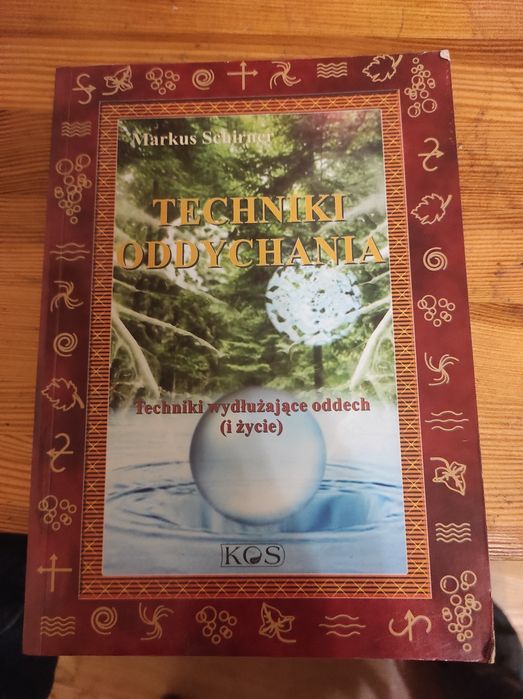 Markus Schirner
TECHNIKI
ODDYCHANIA
Techniki wydłużające oddech
(i życie)
KOS